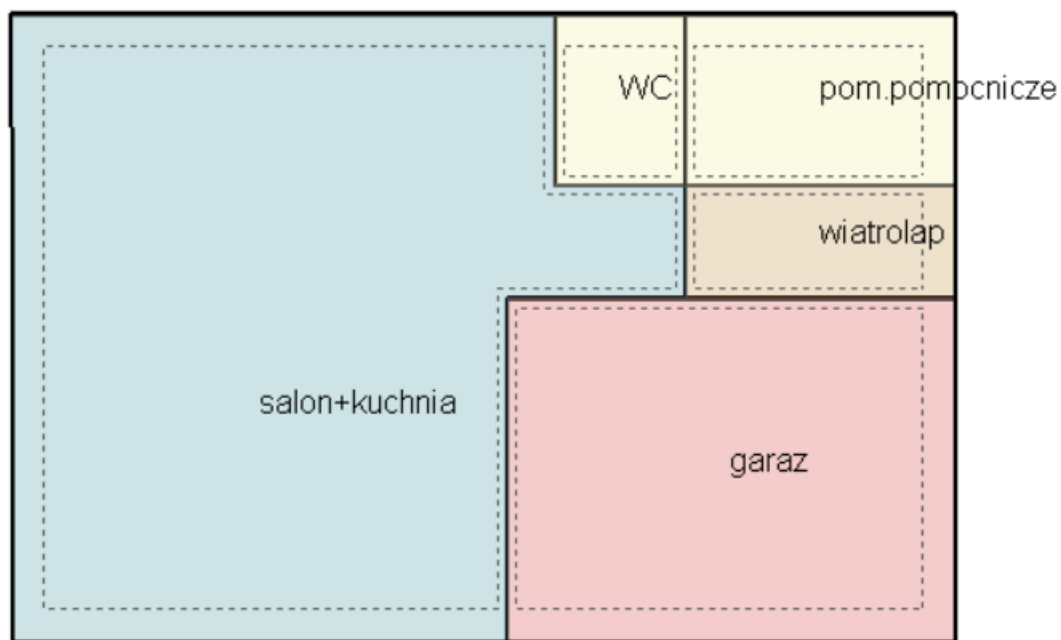 WC
pom.pomocnicze
wiatrolap
salon+kuchnia
garaz